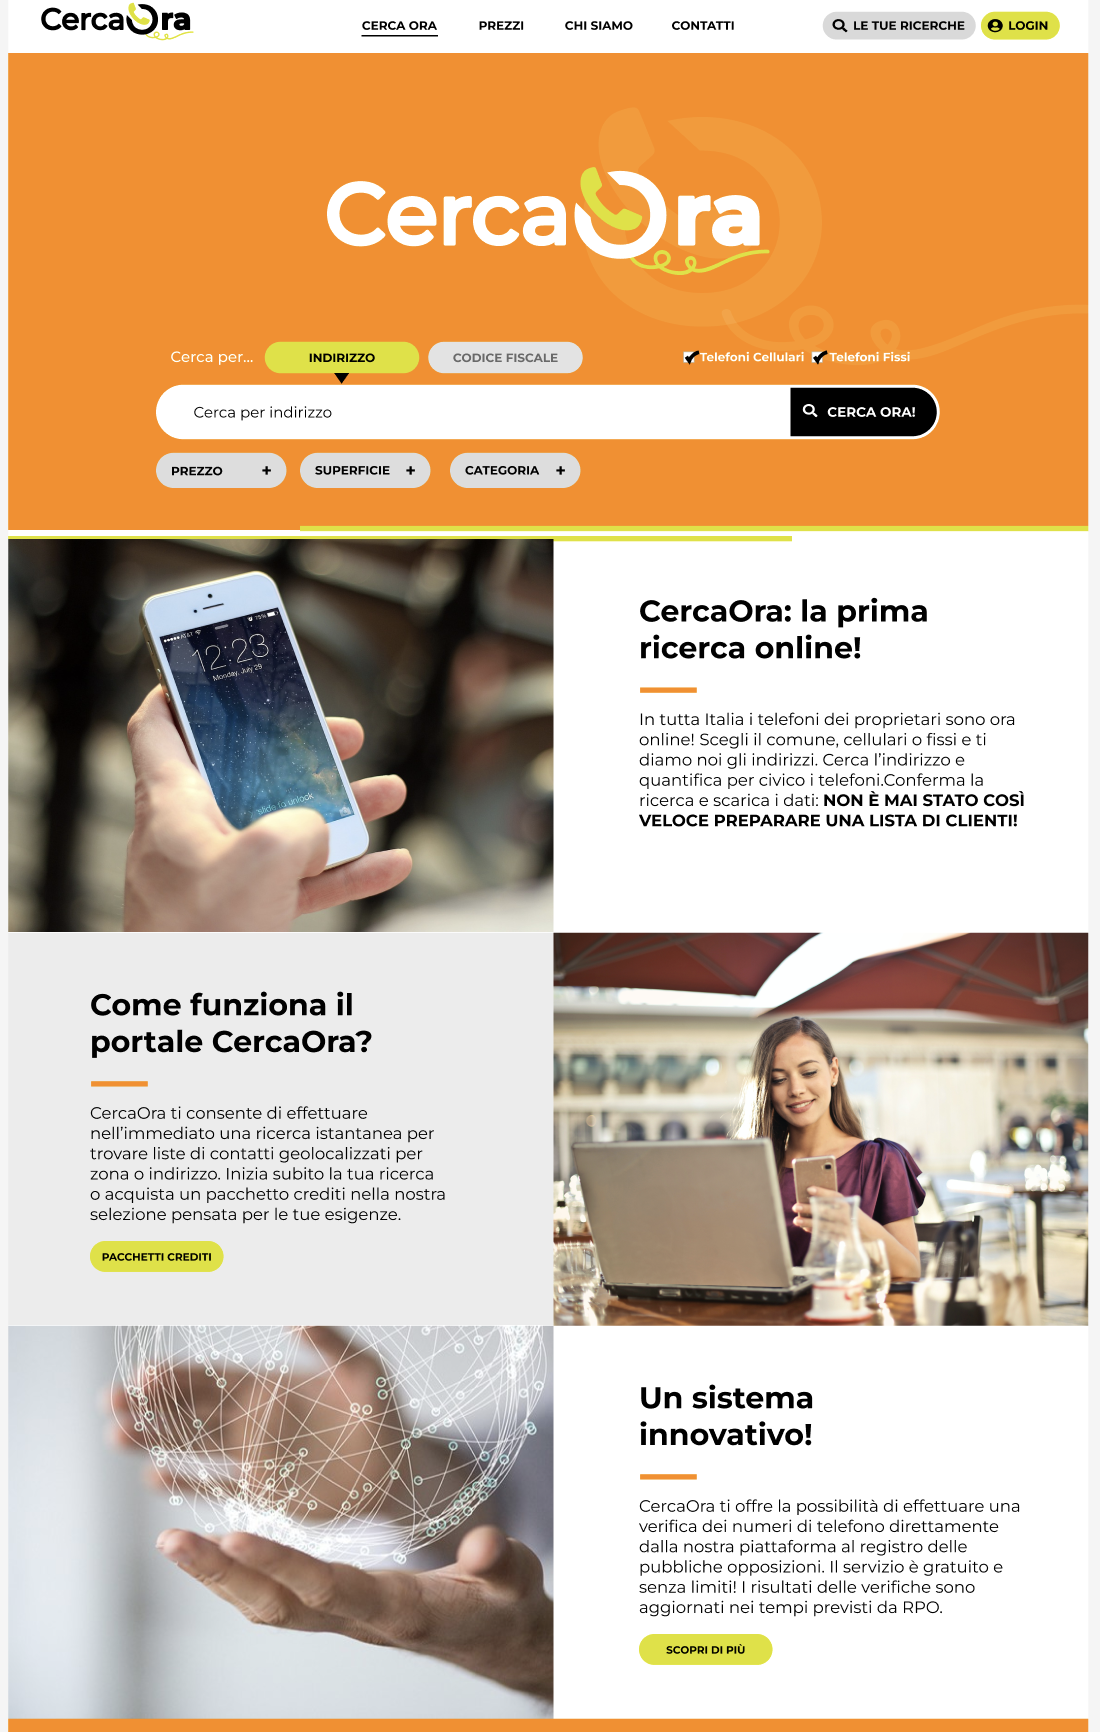 CercaOra
CERCA ORA
PREZZI
CHI SIAMO
CONTATTI
LE TUE RICERCHE
LOGIN
CercaOra
Cerca per...
INDIRIZZO
CODICE FISCALE
Telefoni Cellulari
Telefoni Fissi
Cerca per indirizzo
CERCA ORA!
PREZZO +
SUPERFICIE +
CATEGORIA +
AT&T
75%
12:23
Monday, July 29
slide to unlock
CercaOra: la prima
ricerca online!
In tutta Italia i telefoni dei proprietari sono ora
online! Scegli il comune, cellulari o fissi e ti
diamo noi gli indirizzi. Cerca l'indirizzo e
quantifica per civico i telefoni.Conferma la
ricerca e scarica i dati: NON È MAI STATO COSÌ
VELOCE PREPARARE UNA LISTA DI CLIENTI!
Come funziona il
portale CercaOra?
CercaOra ti consente di effettuare
nell'immediato una ricerca istantanea per
trovare liste di contatti geolocalizzati per
zona o indirizzo. Inizia subito la tua ricerca
o acquista un pacchetto crediti nella nostra
selezione pensata per le tue esigenze.
PACCHETTI CREDITI
Un sistema
innovativo!
CercaOra ti offre la possibilità di effettuare una
verifica dei numeri di telefono direttamente
dalla nostra piattaforma al registro delle
pubbliche opposizioni. Il servizio è gratuito e
senza limiti! I risultati delle verifiche sono
aggiornati nei tempi previsti da RPO.
SCOPRI DI PIÙ